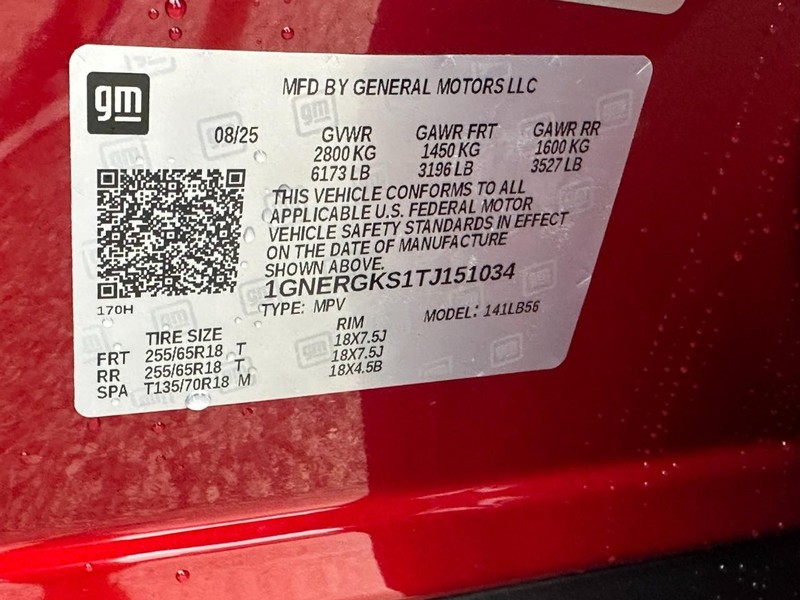 gm
MFD BY GENERAL MOTORS LLC
08/25 GVWR GAWR FRT GAWR RR
2800 KG 1450 KG 1600 KG
6173 LB 3196 LB 3527 LB
THIS VEHICLE CONFORMS TO ALL
APPLICABLE U.S. FEDERAL MOTOR
VEHICLE SAFETY STANDARDS IN EFFECT
ON THE DATE OF MANUFACTURE
SHOWN ABOVE.
1GNERGKS1TJ151034
170H
TYPE: MPV MODEL: 141LB56
TIRE SIZE RIM
FRT 255/65R18 T 18X7.5J
RR 255/65R18 T 18X7.5J
SPA T135/70R18 M 18X4.5B